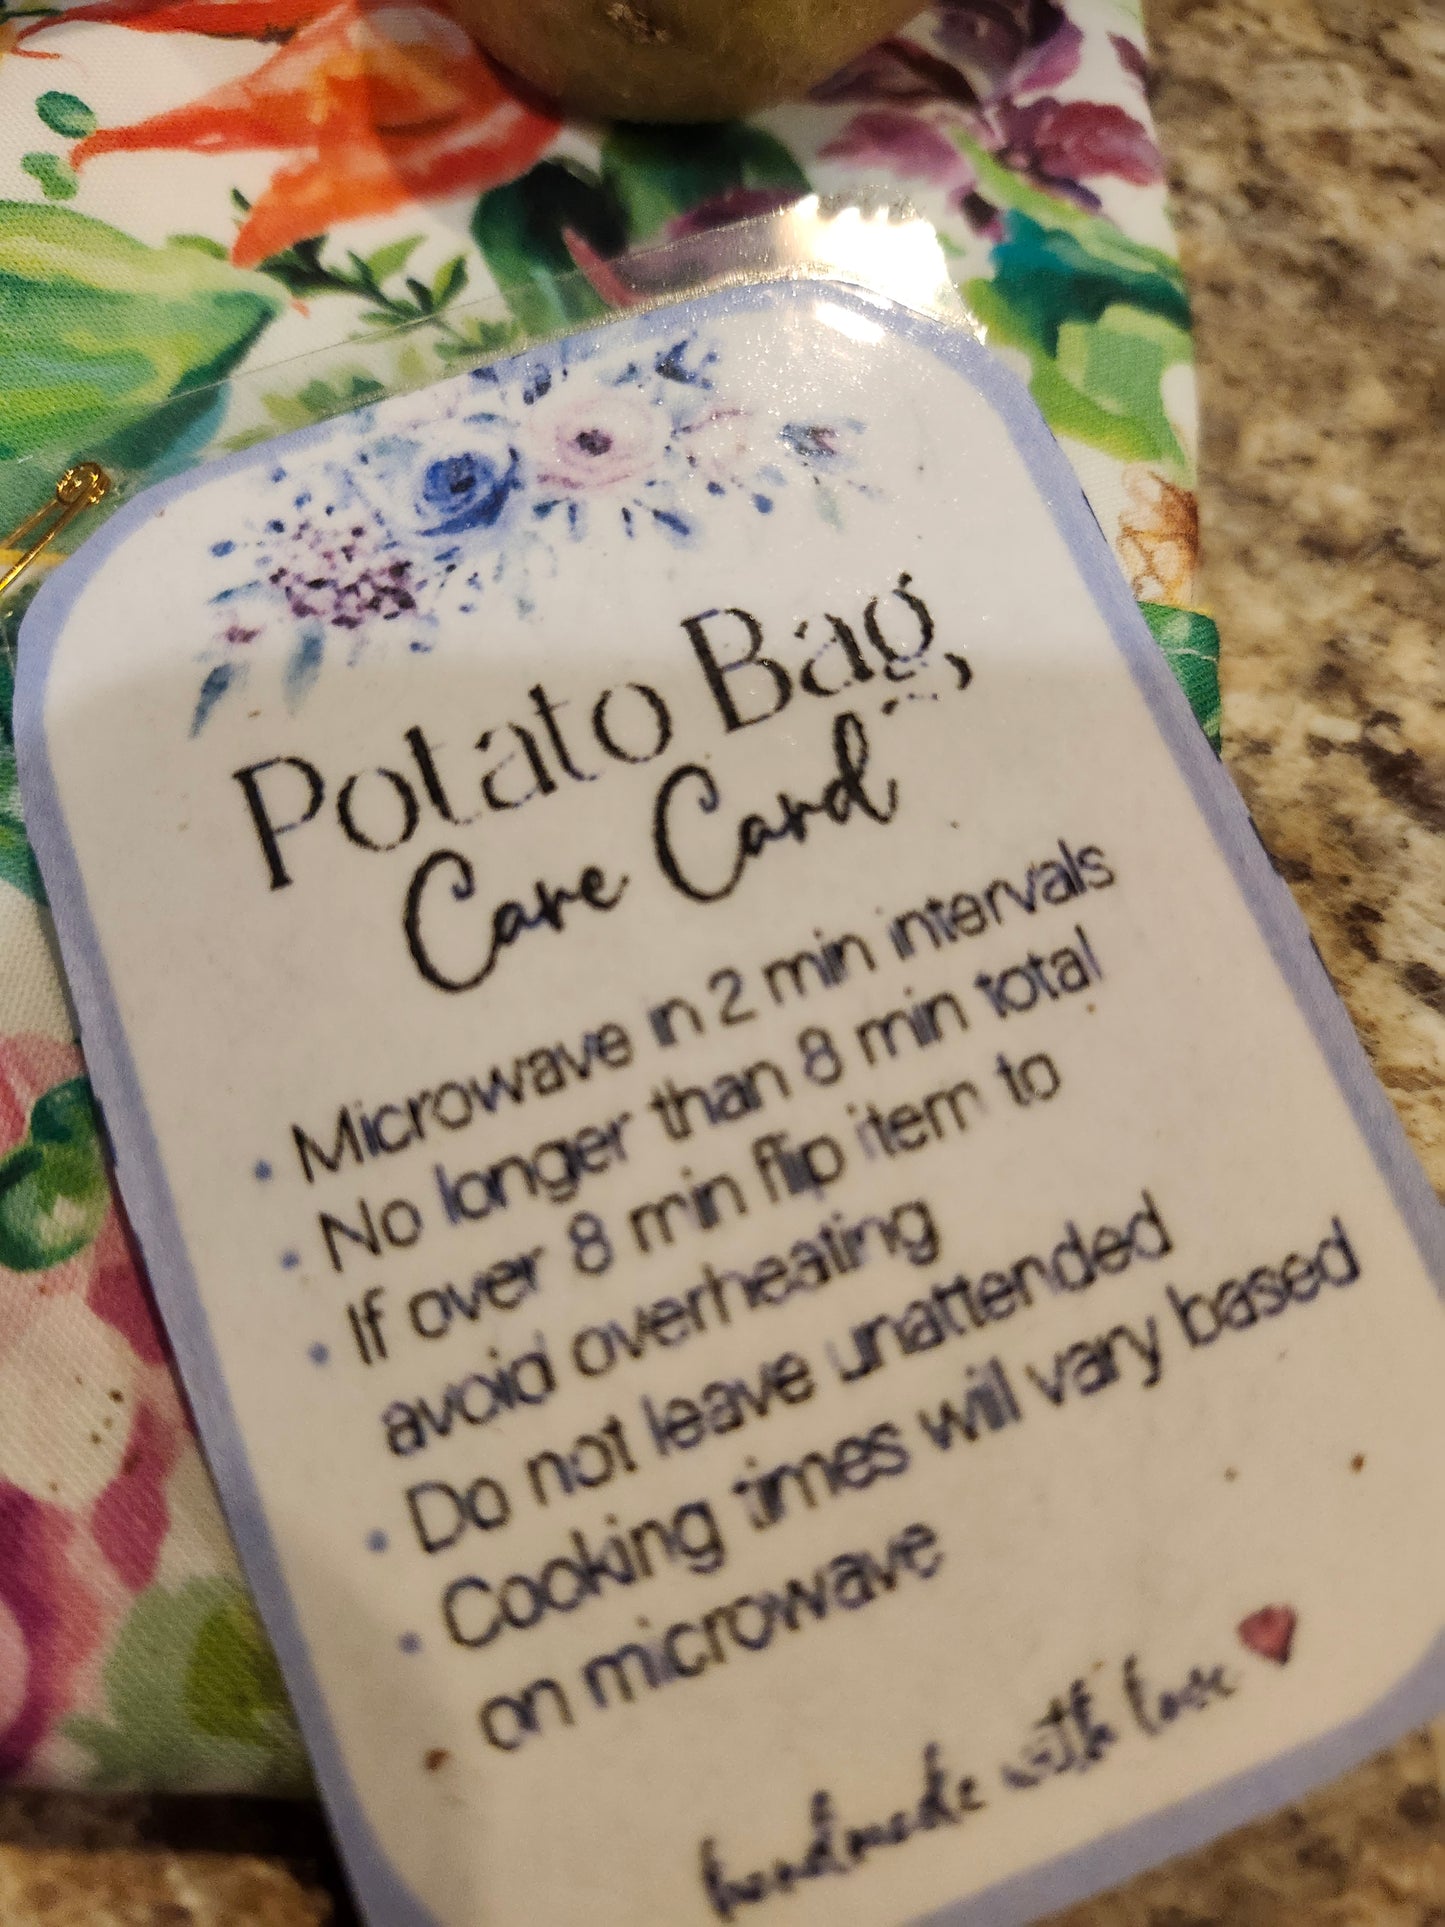 Potato Bag,
Care Card
• Microwave in 2 min intervals
• No longer than 8 min total
• If over 8 min flip item to
avoid overheating
• Do not leave unattended
• Cooking times will vary based
on microwave
handmade with love